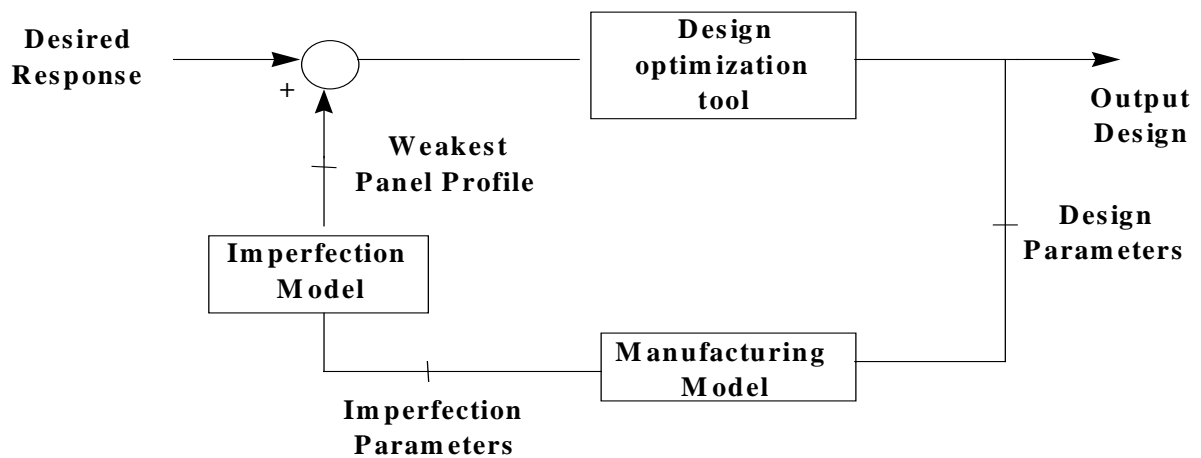 Desired
Response
+
Design
optimization
tool
Output
Design
Weakest
Panel Profile
Design
Parameters
Imperfection
Model
Manufacturing
Model
Imperfection
Parameters